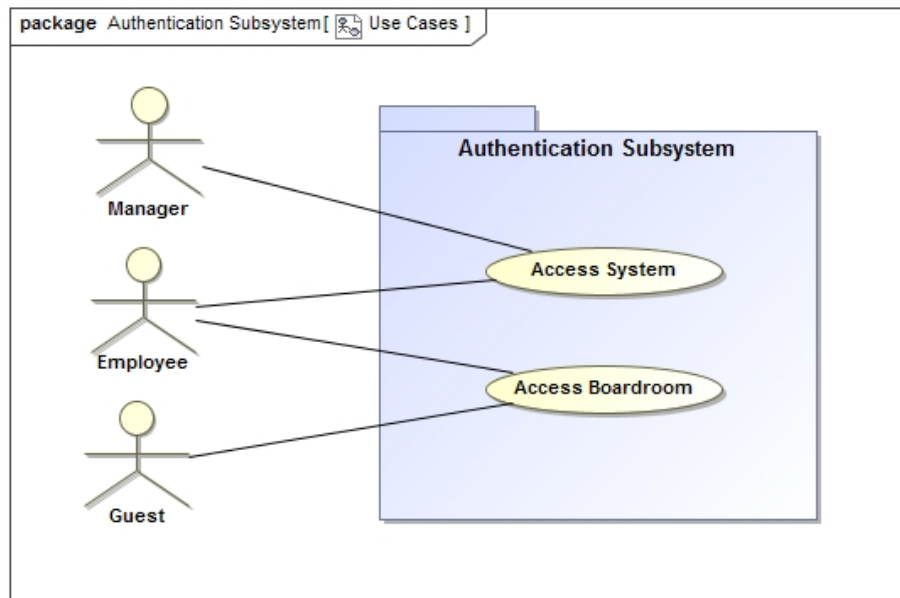 package Authentication Subsystem[ Use Cases ]
Authentication Subsystem
Manager
Access System
Employee
Access Boardroom
Guest